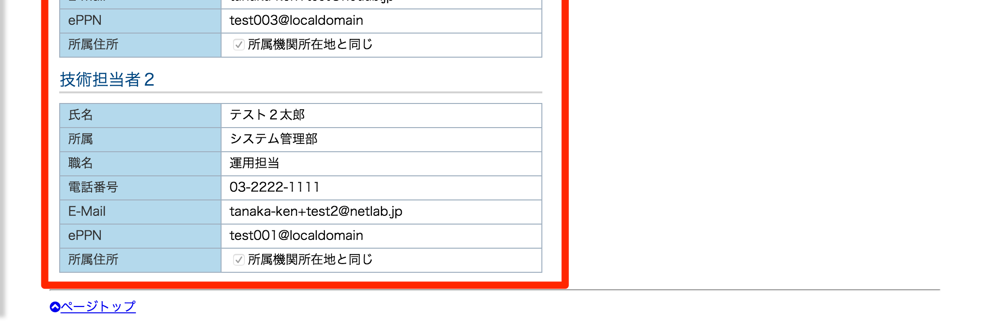 ePPN test003@localdomain
所属住所 所属機関所在地と同じ
技術担当者２
氏名 テスト２太郎
所属 システム管理部
職名 運用担当
電話番号 03-2222-1111
E-Mail tanaka-ken+test2@netlab.jp
ePPN test001@localdomain
所属住所 所属機関所在地と同じ
ページトップ